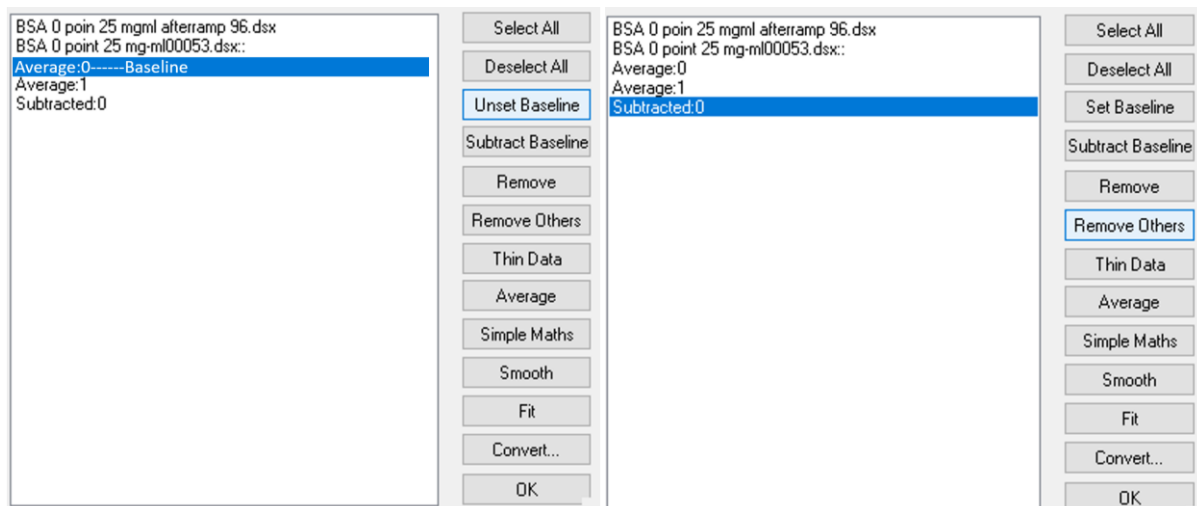 BSA 0 poin 25 mgml afterramp 96.dsx
BSA 0 point 25 mg-ml00053.dsx::
Average:0------Baseline
Average:1
Subtracted:0
Select All
Deselect All
Unset Baseline
Subtract Baseline
Remove
Remove Others
Thin Data
Average
Simple Maths
Smooth
Fit
Convert...
OK
BSA 0 poin 25 mgml afterramp 96.dsx
BSA 0 point 25 mg-ml00053.dsx::
Average:0
Average:1
Subtracted:0
Select All
Deselect All
Set Baseline
Subtract Baseline
Remove
Remove Others
Thin Data
Average
Simple Maths
Smooth
Fit
Convert...
OK